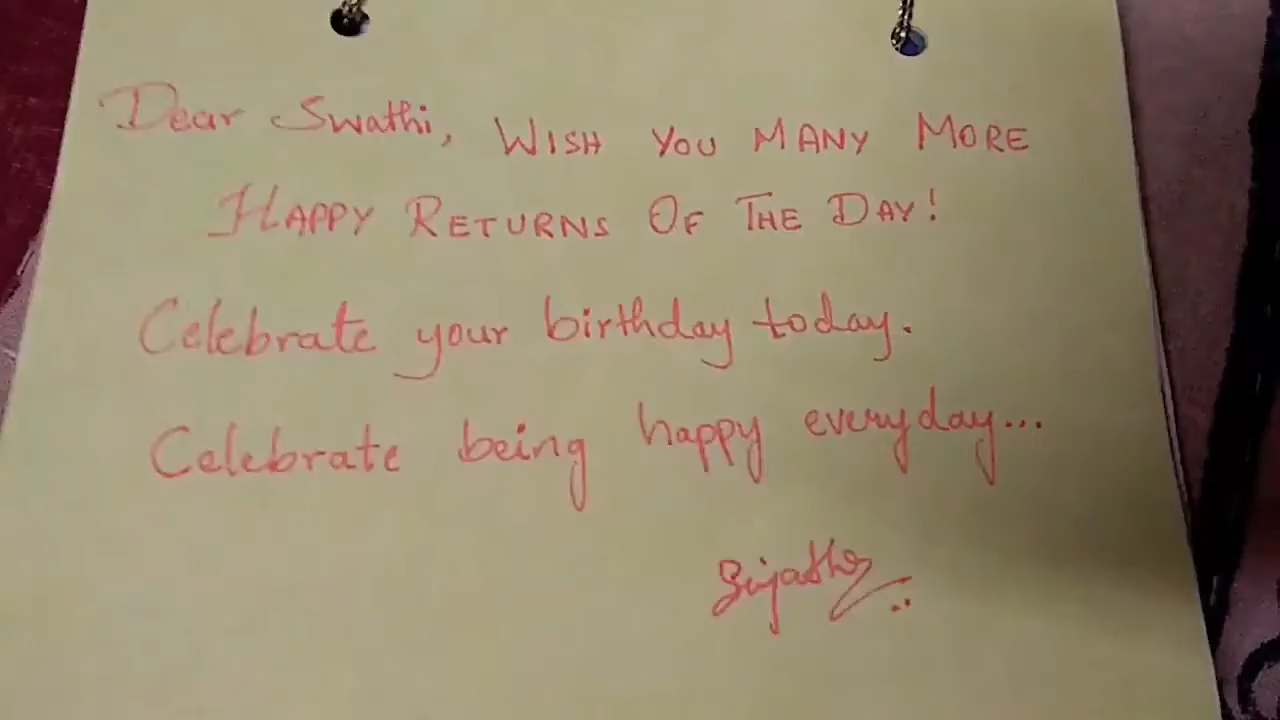 Dear Swathi, WISH YOU MANY MORE
HAPPY RETURNS OF THE DAY!
Celebrate your birthday today.
Celebrate being happy everyday...
Sujatha